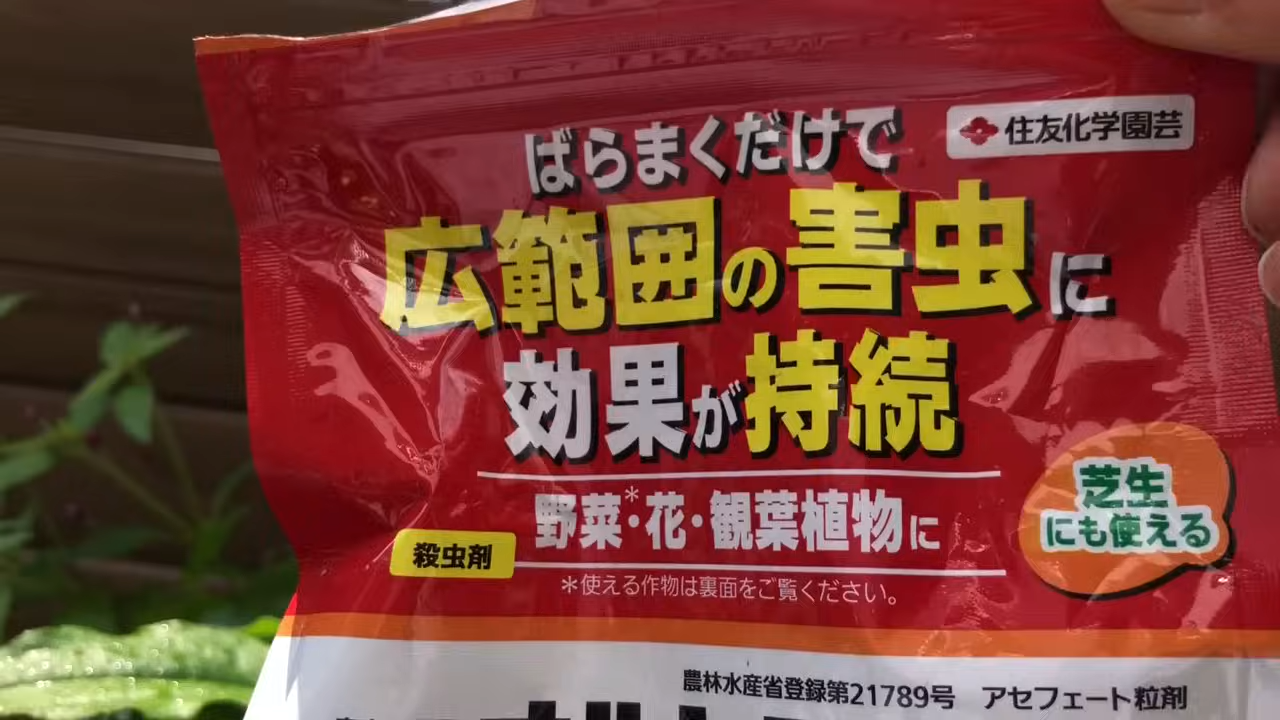 住友化学園芸
ばらまくだけで
広範囲の害虫に
効果が持続
野菜*・花・観葉植物に
殺虫剤
*使える作物は裏面をご覧ください。
芝生
にも使える
農林水産省登録第21789号 アセフェート粒剤